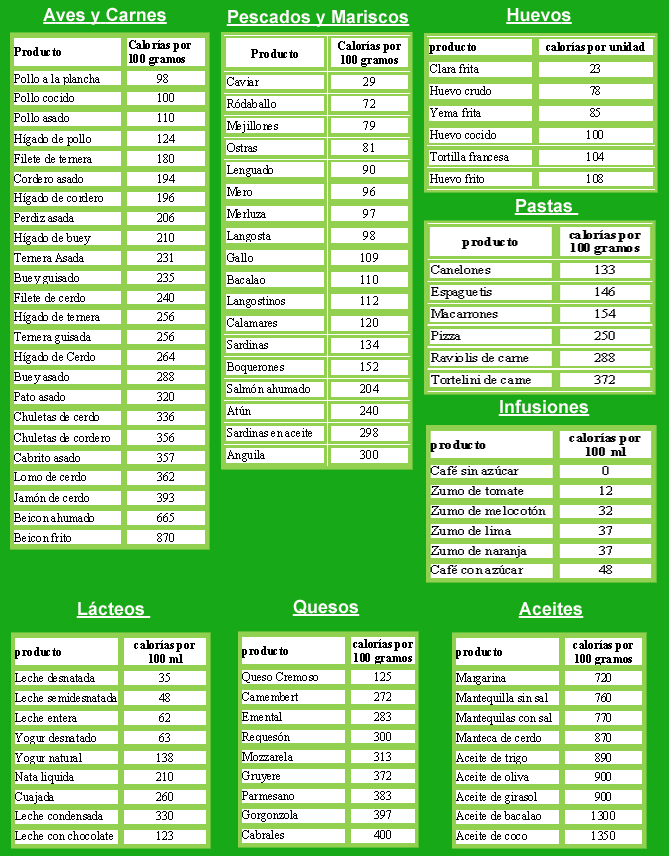 Aves y Carnes
Producto Calorías por 100 gramos
Pollo a la plancha 98
Pollo cocido 100
Pollo asado 110
Hígado de pollo 124
Filete de ternera 180
Cordero asado 194
Hígado de cordero 196
Perdiz asada 206
Hígado de buey 210
Ternera Asada 231
Buey guisado 235
Filete de cerdo 240
Hígado de ternera 256
Ternera guisada 256
Hígado de Cerdo 264
Buey asado 288
Pato asado 320
Chuletas de cerdo 336
Chuletas de cordero 356
Cabrito asado 357
Lomo de cerdo 362
Jamón de cerdo 393
Beicon ahumado 665
Beicon frito 870
Pescados y Mariscos
Producto Calorías por 100 gramos
Caviar 29
Ródaballo 72
Mejillones 79
Ostras 81
Lenguado 90
Mero 96
Merluza 97
Langosta 98
Gallo 109
Bacalao 110
Langostinos 112
Calamares 120
Sardinas 134
Boquerones 152
Salmón ahumado 204
Atún 240
Sardinas en aceite 298
Anguila 300
Huevos
producto calorías por unidad
Clara frita 23
Huevo crudo 78
Yema frita 85
Huevo cocido 100
Tortilla francesa 104
Huevo frito 108
Pastas
producto calorías por 100 gramos
Canelones 133
Espaguetis 146
Macarrones 154
Pizza 250
Raviolis de carne 288
Tortelini de carne 372
Infusiones
producto calorías por 100 ml
Café sin azúcar 0
Zumo de tomate 12
Zumo de melocotón 32
Zumo de lima 37
Zumo de naranja 37
Café con azúcar 48
Lácteos
producto calorías por 100 ml
Leche desnatada 35
Leche semidesnatada 48
Leche entera 62
Yogur desnatado 63
Yogur natural 138
Nata liquida 210
Cuajada 260
Leche condensada 330
Leche con chocolate 123
Quesos
producto calorías por 100 gramos
Queso Cremoso 125
Camembert 272
Emental 283
Requesón 300
Mozzarela 313
Gruyere 372
Parmesano 383
Gorgonzola 397
Cabrales 400
Aceites
producto calorías por 100 gramos
Margarina 720
Mantequilla sin sal 760
Mantequilas con sal 770
Manteca de cerdo 870
Aceite de trigo 890
Aceite de oliva 900
Aceite de girasol 900
Aceite de bacalao 1300
Aceite de coco 1350